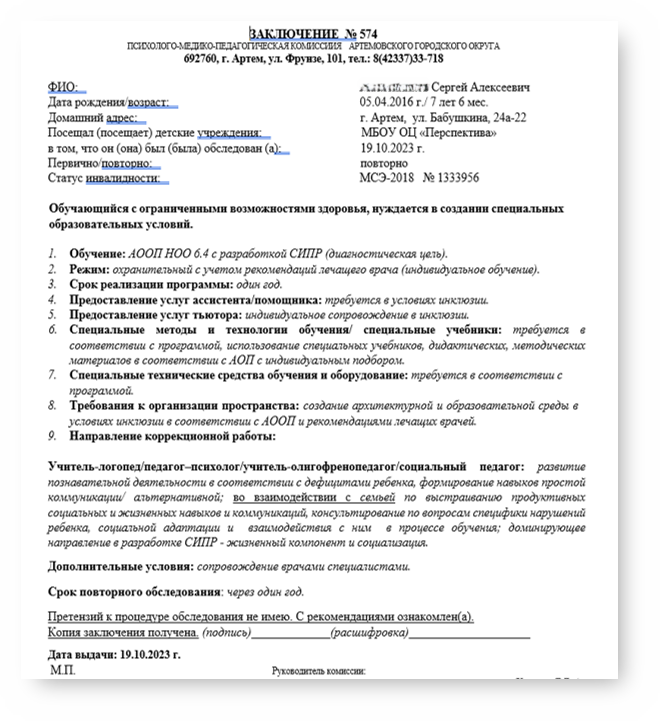 ЗАКЛЮЧЕНИЕ № 574
ПСИХОЛОГО-МЕДИКО-ПЕДАГОГИЧЕСКАЯ КОМИССИИЯ АРТЕМОВСКОГО ГОРОДСКОГО ОКРУГА
692760, г. Артем, ул. Фрунзе, 101, тел.: 8(42337)33-718
ФИО: Сергей Алексеевич
Дата рождения/возраст: 05.04.2016 г./ 7 лет 6 мес.
Домашний адрес: г. Артем, ул. Бабушкина, 24а-22
Посещал (посещает) детские учреждения: МБОУ ОЦ «Перспектива»
в том, что он (она) был (была) обследован (а): 19.10.2023 г.
Первично/повторно: повторно
Статус инвалидности: МСЭ-2018 № 1333956
Обучающийся с ограниченными возможностями здоровья, нуждается в создании специальных
образовательных условий.
1. Обучение: АООП НОО 6.4 с разработкой СИПР (диагностическая цель).
2. Режим: охранительный с учетом рекомендаций лечащего врача (индивидуальное обучение).
3. Срок реализации программы: один год.
4. Предоставление услуг ассистента/помощника: требуется в условиях инклюзии.
5. Предоставление услуг тьютора: индивидуальное сопровождение в инклюзии.
6. Специальные методы и технологии обучения/ специальные учебники: требуется в
соответствии с программой, использование специальных учебников, дидактических, методических
материалов в соответствии с АОП с индивидуальным подбором.
7. Специальные технические средства обучения и оборудование: требуется в соответствии с
программой.
8. Требования к организации пространства: создание архитектурной и образовательной среды в
условиях инклюзии в соответствии с АООП и рекомендациями лечащих врачей.
9. Направление коррекционной работы:
Учитель-логопед/педагог–психолог/учитель-олигофренопедагог/социальный педагог: развитие
познавательной деятельности в соответствии с дефицитами ребенка, формирование навыков простой
коммуникации/ альтернативной; во взаимодействии с семьей по выстраиванию продуктивных
социальных и жизненных навыков и коммуникаций, консультирование по вопросам специфики нарушений
ребенка, социальной адаптации и взаимодействия с ним в процессе обучения; доминирующее
направление в разработке СИПР - жизненный компонент и социализация.
Дополнительные условия: сопровождение врачами специалистами.
Срок повторного обследования: через один год.
Претензий к процедуре обследования не имею. С рекомендациями ознакомлен(а).
Копия заключения получена. (подпись)____________(расшифровка)__________________
Дата выдачи: 19.10.2023 г.
М.П. Руководитель комиссии: